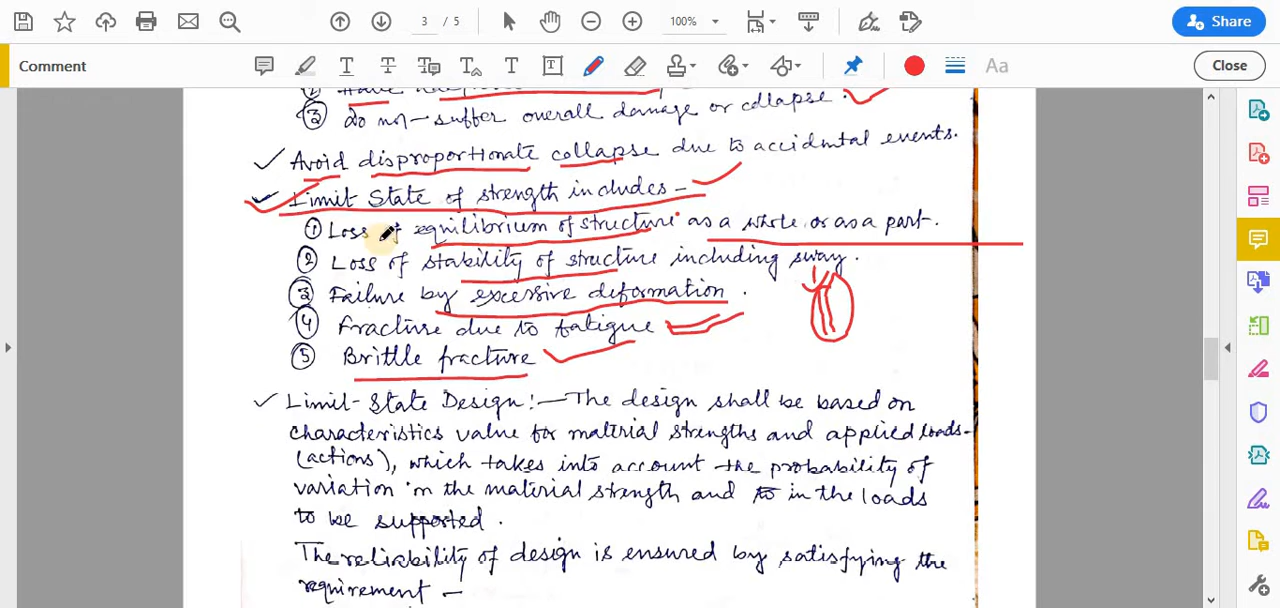 3 / 5
100%
Share
Comment
Aa
Close
① Have
③ Do not suffer overall damage or collapse.
✓ Avoid disproportionate collapse due to accidental events.
✓ Limit State of strength includes -
① Loss of equilibrium of structure as a whole or as a part.
② Loss of stability of structure including sway.
③ Failure by excessive deformation.
④ Fracture due to fatigue
⑤ Brittle fracture
✓ Limit-State Design:- The design shall be based on
characteristics value for material strengths and applied loads-
(actions), which takes into account the probability of
variation in the material strength and to in the loads
to be supported.
The reliability of design is ensured by satisfying the
requirement -